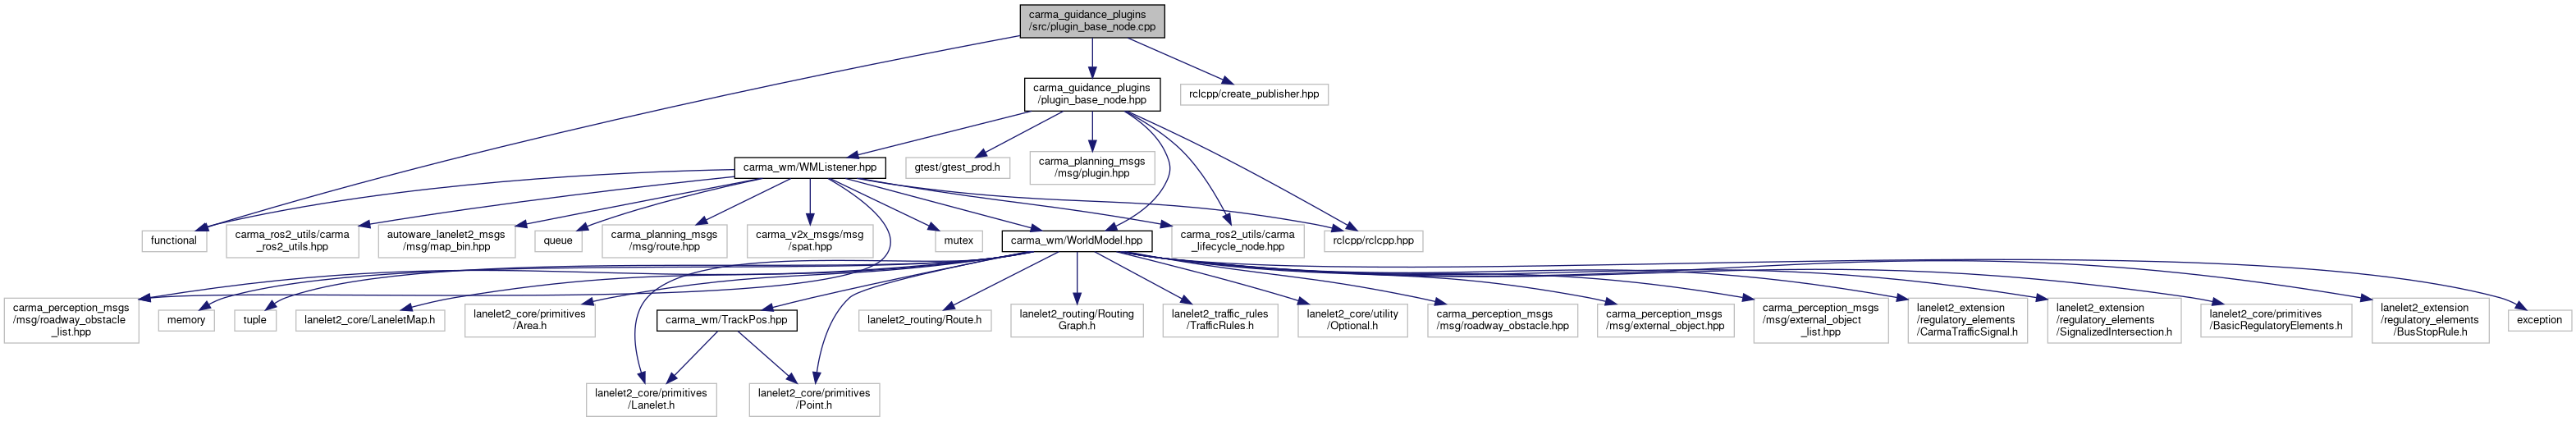 carma_guidance_plugins
/src/plugin_base_node.cpp
carma_guidance_plugins
/plugin_base_node.hpp
rclcpp/create_publisher.hpp
carma_wm/WMListener.hpp
gtest/gtest_prod.h
carma_planning_msgs
/msg/plugin.hpp
functional
carma_ros2_utils/carma
_ros2_utils.hpp
autoware_lanelet2_msgs
/msg/map_bin.hpp
queue
carma_planning_msgs
/msg/route.hpp
carma_v2x_msgs/msg
/spat.hpp
mutex
carma_wm/WorldModel.hpp
carma_ros2_utils/carma
_lifecycle_node.hpp
rclcpp/rclcpp.hpp
carma_perception_msgs
/msg/roadway_obstacle
_list.hpp
memory
tuple
lanelet2_core/LaneletMap.h
lanelet2_core/primitives
/Area.h
carma_wm/TrackPos.hpp
lanelet2_routing/Route.h
lanelet2_routing/Routing
Graph.h
lanelet2_traffic_rules
/TrafficRules.h
lanelet2_core/utility
/Optional.h
carma_perception_msgs
/msg/roadway_obstacle.hpp
carma_perception_msgs
/msg/external_object.hpp
carma_perception_msgs
/msg/external_object
_list.hpp
lanelet2_extension
/regulatory_elements
/CarmaTrafficSignal.h
lanelet2_extension
/regulatory_elements
/SignalizedIntersection.h
lanelet2_core/primitives
/BasicRegulatoryElements.h
lanelet2_extension
/regulatory_elements
/BusStopRule.h
exception
lanelet2_core/primitives
/Lanelet.h
lanelet2_core/primitives
/Point.h